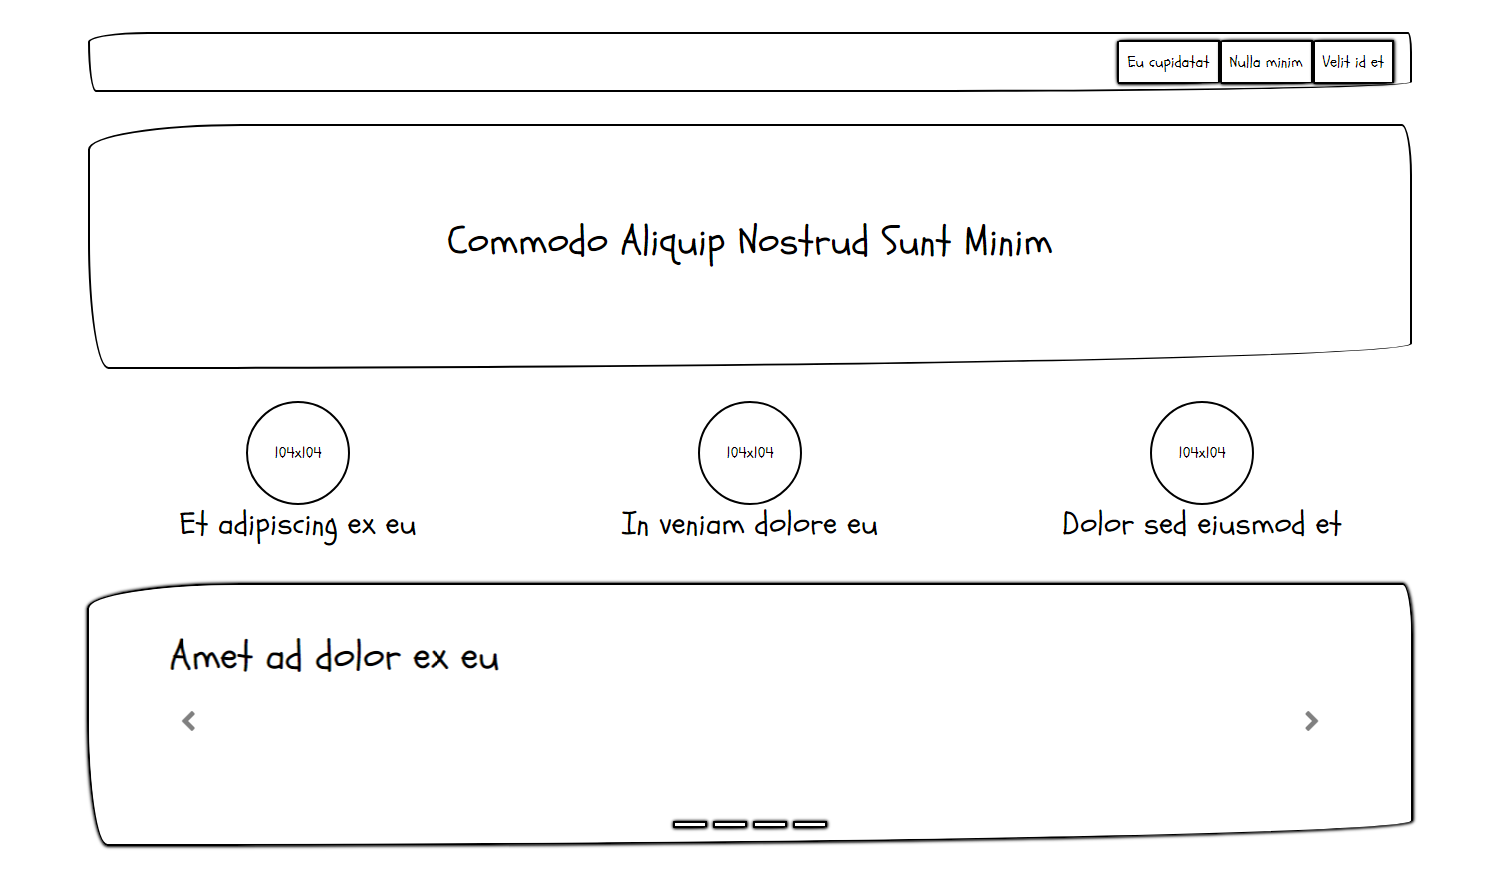 Eu cupidatat Nulla minim Velit id et
Commodo Aliquip Nostrud Sunt Minim
104x104 104x104 104x104
Et adipiscing ex eu In veniam dolore eu Dolor sed eiusmod et
Amet ad dolor ex eu